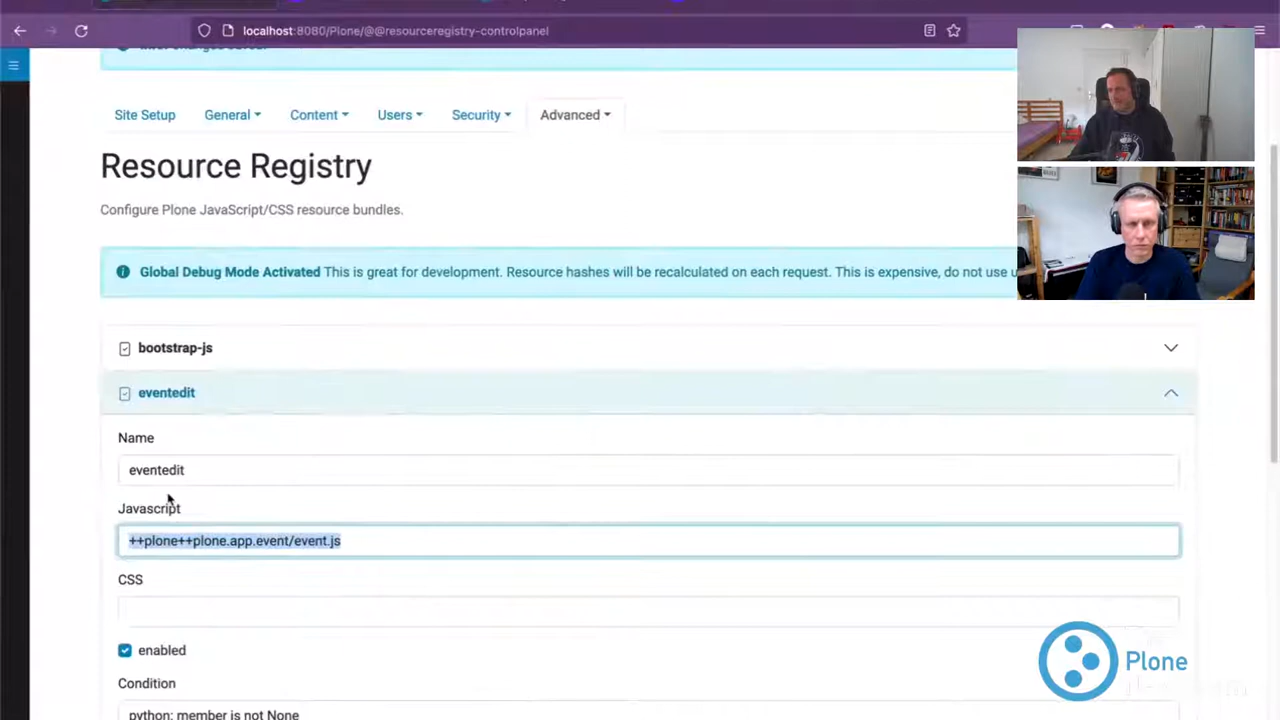 localhost:8080/Plone/@@resourceregistry-controlpanel
Site Setup
General
Content
Users
Security
Advanced
Resource Registry
Configure Plone JavaScript/CSS resource bundles.
Global Debug Mode Activated This is great for development. Resource hashes will be recalculated on each request. This is expensive, do not use
bootstrap-js
eventedit
Name
eventedit
Javascript
++plone++plone.app.event/event.js
CSS
enabled
Condition
python: member is not None
Plone